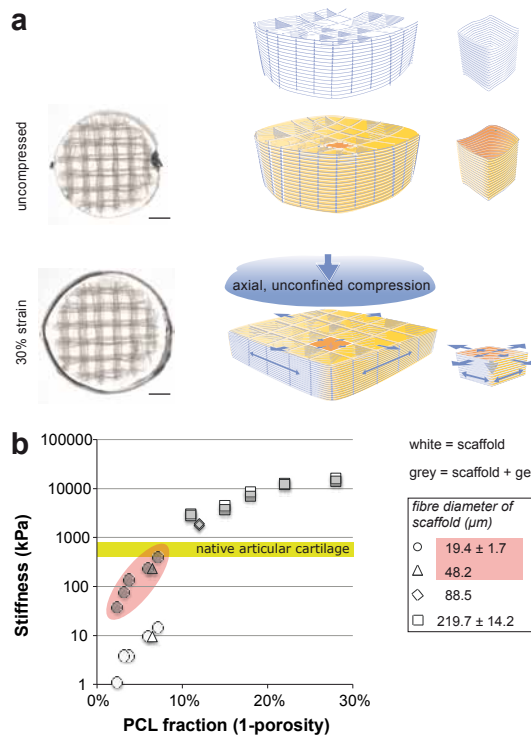 a
uncompressed
30% strain
axial, unconfined compression
b
100000
10000
1000
100
10
1
Stiffness (kPa)
native articular cartilage
0%
10%
20%
30%
PCL fraction (1-porosity)
white = scaffold
grey = scaffold + ge
fibre diameter of
scaffold (µm)
19.4 ± 1.7
48.2
88.5
219.7 ± 14.2